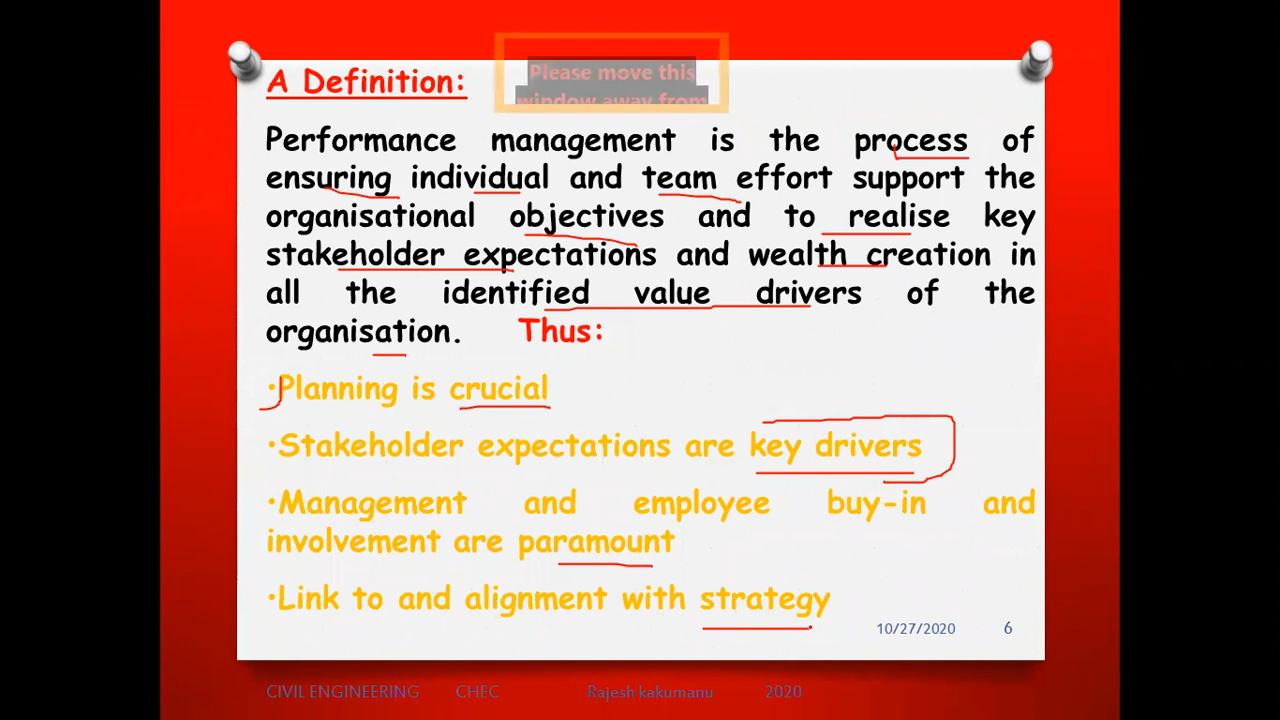 A Definition:
Please move this
window away from
Performance management is the process of
ensuring individual and team effort support the
organisational objectives and to realise key
stakeholder expectations and wealth creation in
all the identified value drivers of the
organisation. Thus:
•Planning is crucial
•Stakeholder expectations are key drivers
•Management and employee buy-in and
involvement are paramount
•Link to and alignment with strategy
10/27/2020 6
CIVIL ENGINEERING CHEC Rajesh kakumanu 2020